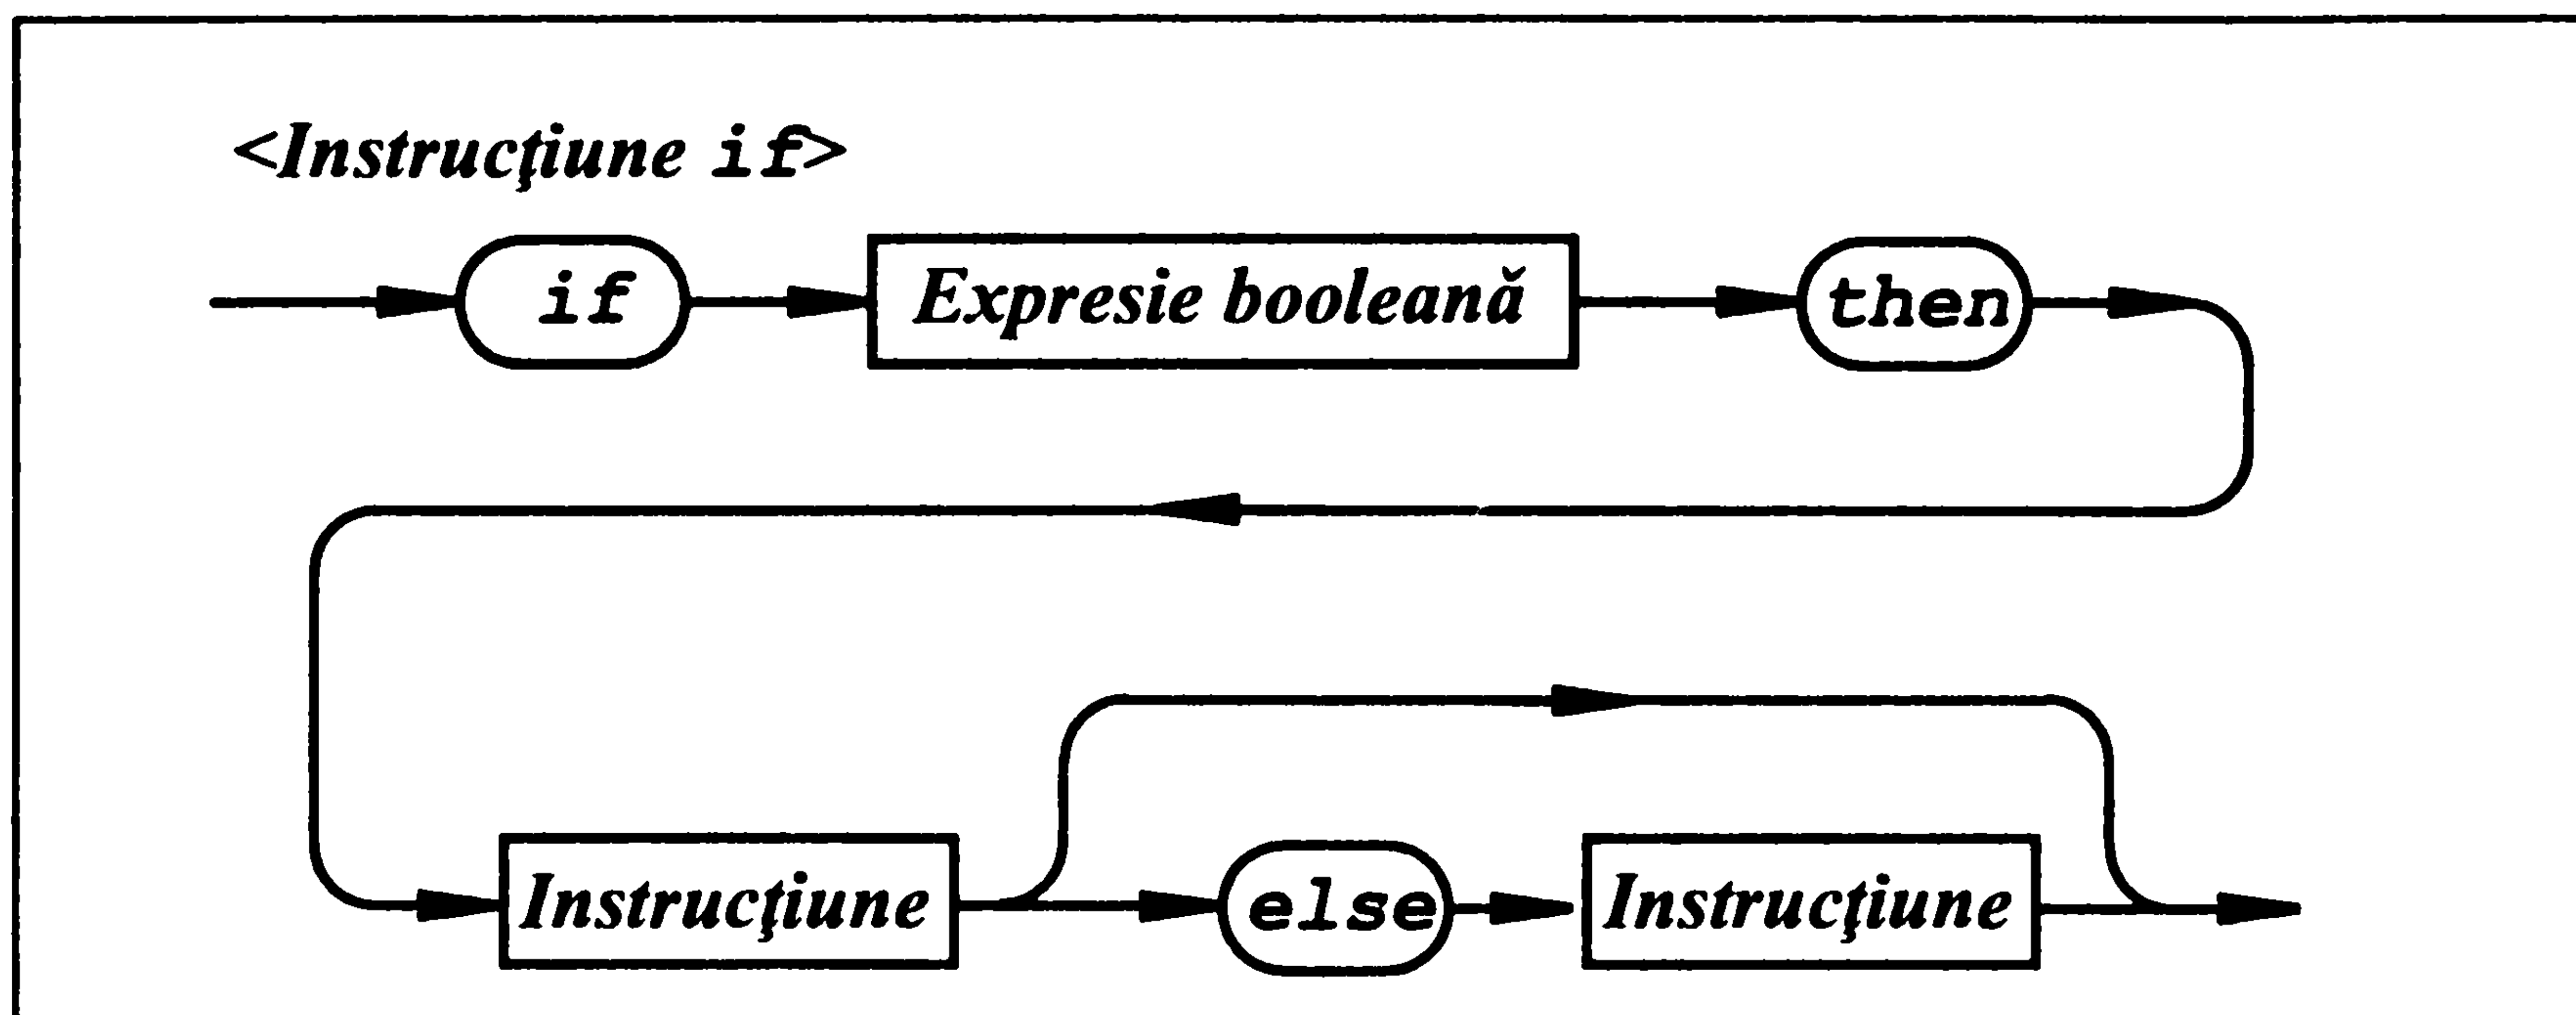 <Instrucţiune if>
if Expresie booleană then
Instrucţiune else Instrucţiune